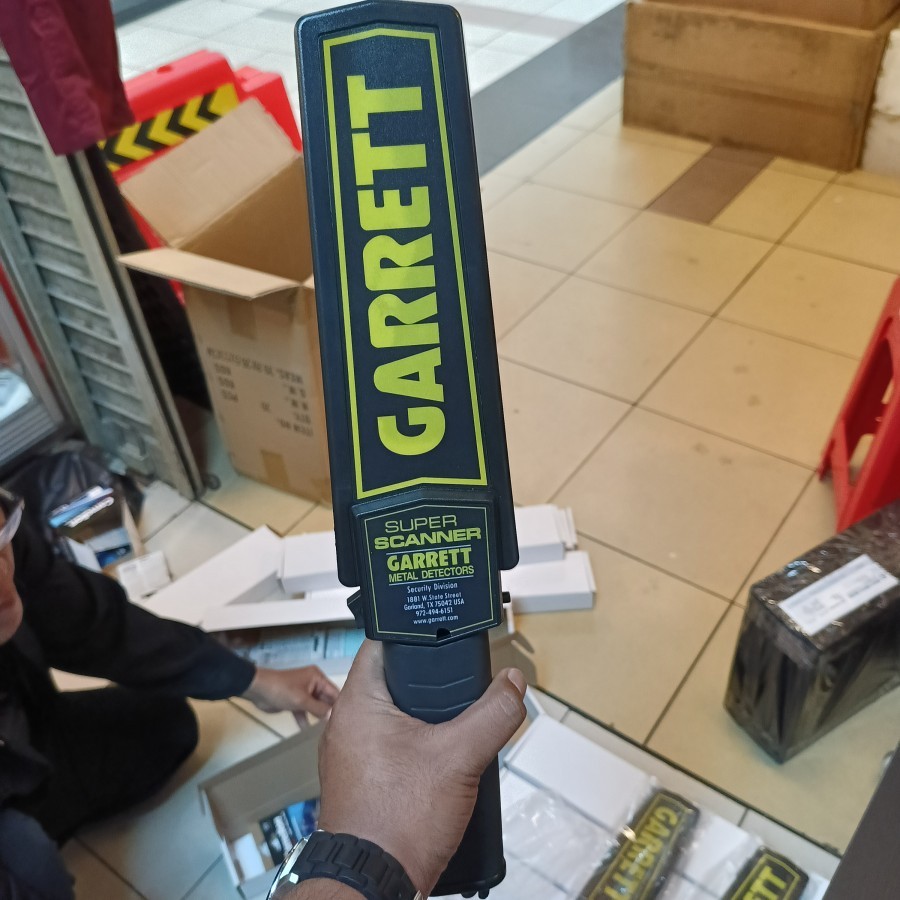 GARRETT
SUPER
SCANNER
GARRETT
METAL DETECTORS
Security Division
1881 W. State Street
Garland, TX 75042 USA
972-494-6151
www.garrett.com
GARRETT